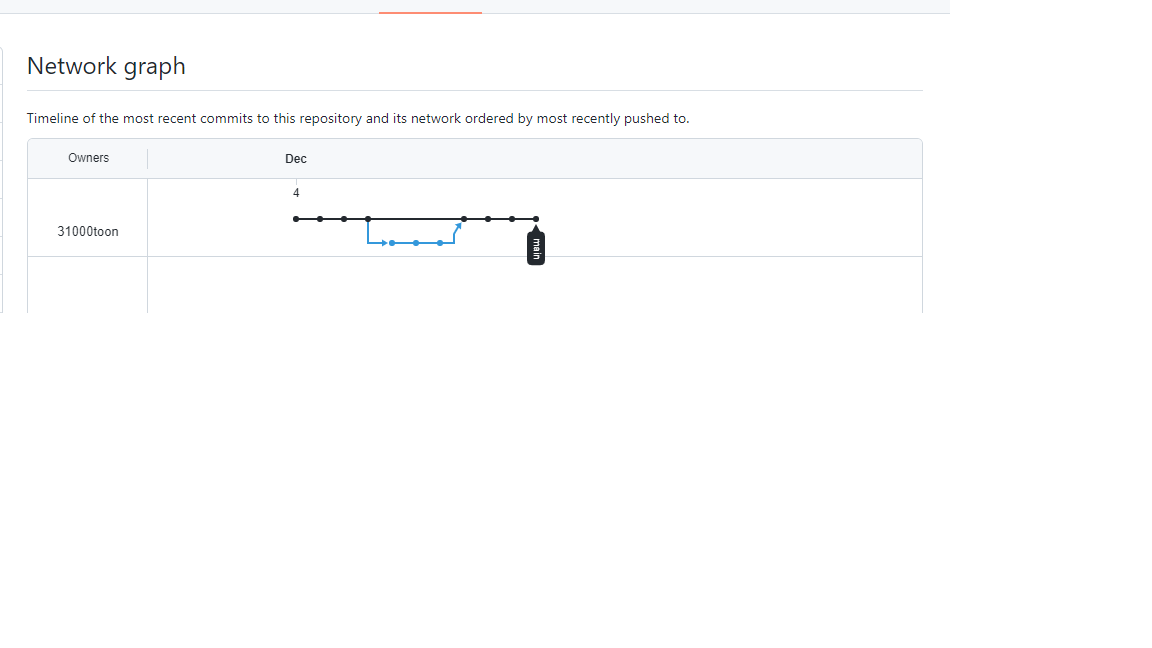 Network graph
Timeline of the most recent commits to this repository and its network ordered by most recently pushed to.
Owners
Dec
4
31000toon
main